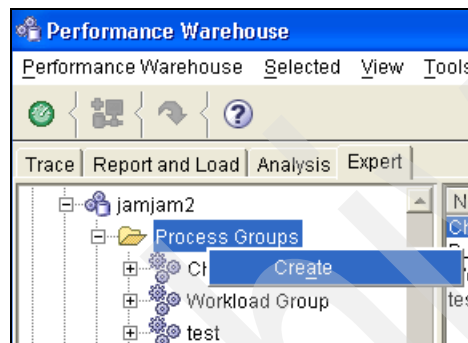 Performance Warehouse
Performance Warehouse Selected View Tools
Trace Report and Load Analysis Expert
jamjam2
Process Groups
Create
Workload Group
test